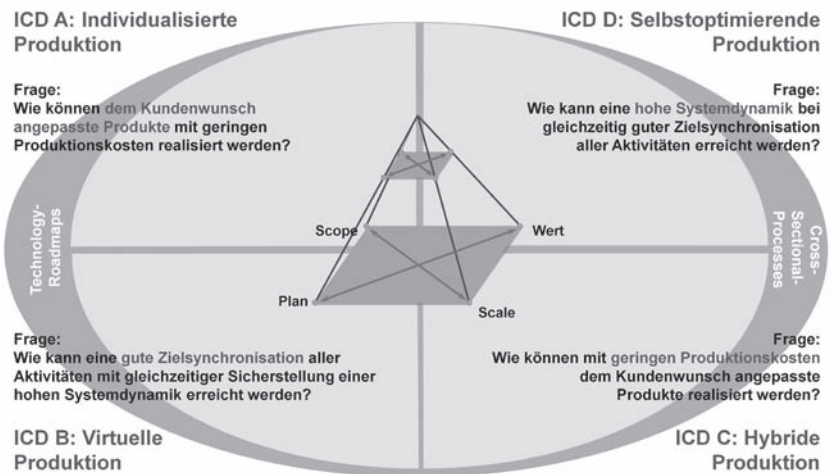 ICD A: Individualisierte
Produktion
ICD D: Selbstoptimierende
Produktion
Frage:
Wie können dem Kundenwunsch
angepasste Produkte mit geringen
Produktionskosten realisiert werden?
Frage:
Wie kann eine hohe Systemdynamik bei
gleichzeitig guter Zielsynchronisation
aller Aktivitäten erreicht werden?
Technology-
Roadmaps
Scope
Wert
Plan
Scale
Cross-
Sectional-
Processes
Frage:
Wie kann eine gute Zielsynchronisation aller
Aktivitäten mit gleichzeitiger Sicherstellung einer
hohen Systemdynamik erreicht werden?
Frage:
Wie können mit geringen Produktionskosten
dem Kundenwunsch angepasste
Produkte realisiert werden?
ICD B: Virtuelle
Produktion
ICD C: Hybride
Produktion